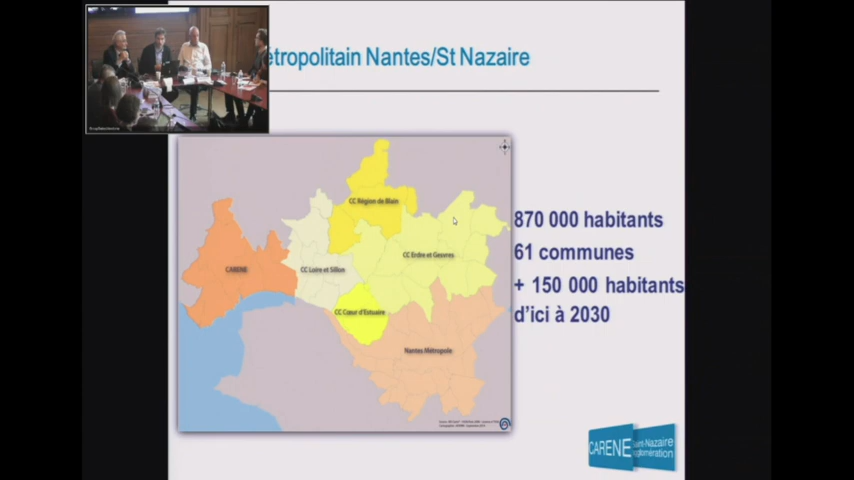 étropolitain Nantes/St Nazaire
CC Région de Blain
CC Erdre et Gesvres
CARENE
CC Loire et Sillon
CC Cœur d'Estuaire
Nantes Métropole
870 000 habitants
61 communes
+ 150 000 habitants
d'ici à 2030
CARENE Saint-Nazaire
agglomération